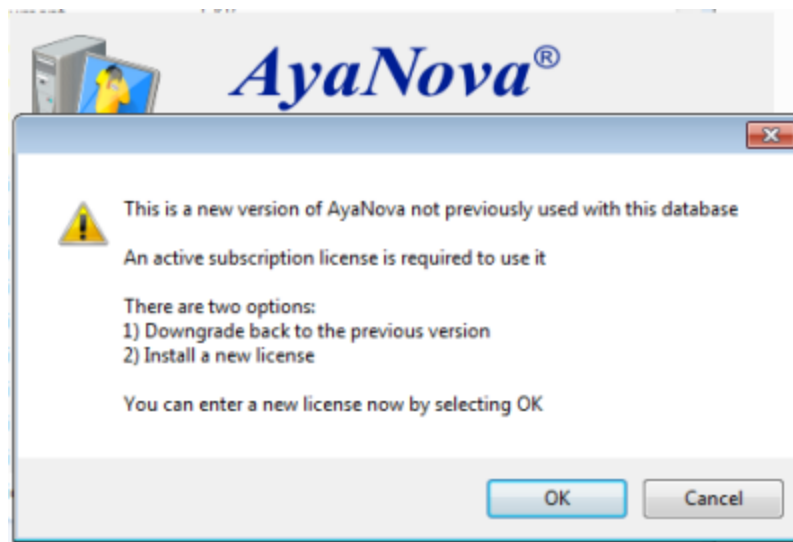 AyaNova®
This is a new version of AyaNova not previously used with this database
An active subscription license is required to use it
There are two options:
1) Downgrade back to the previous version
2) Install a new license
You can enter a new license now by selecting OK
OK
Cancel